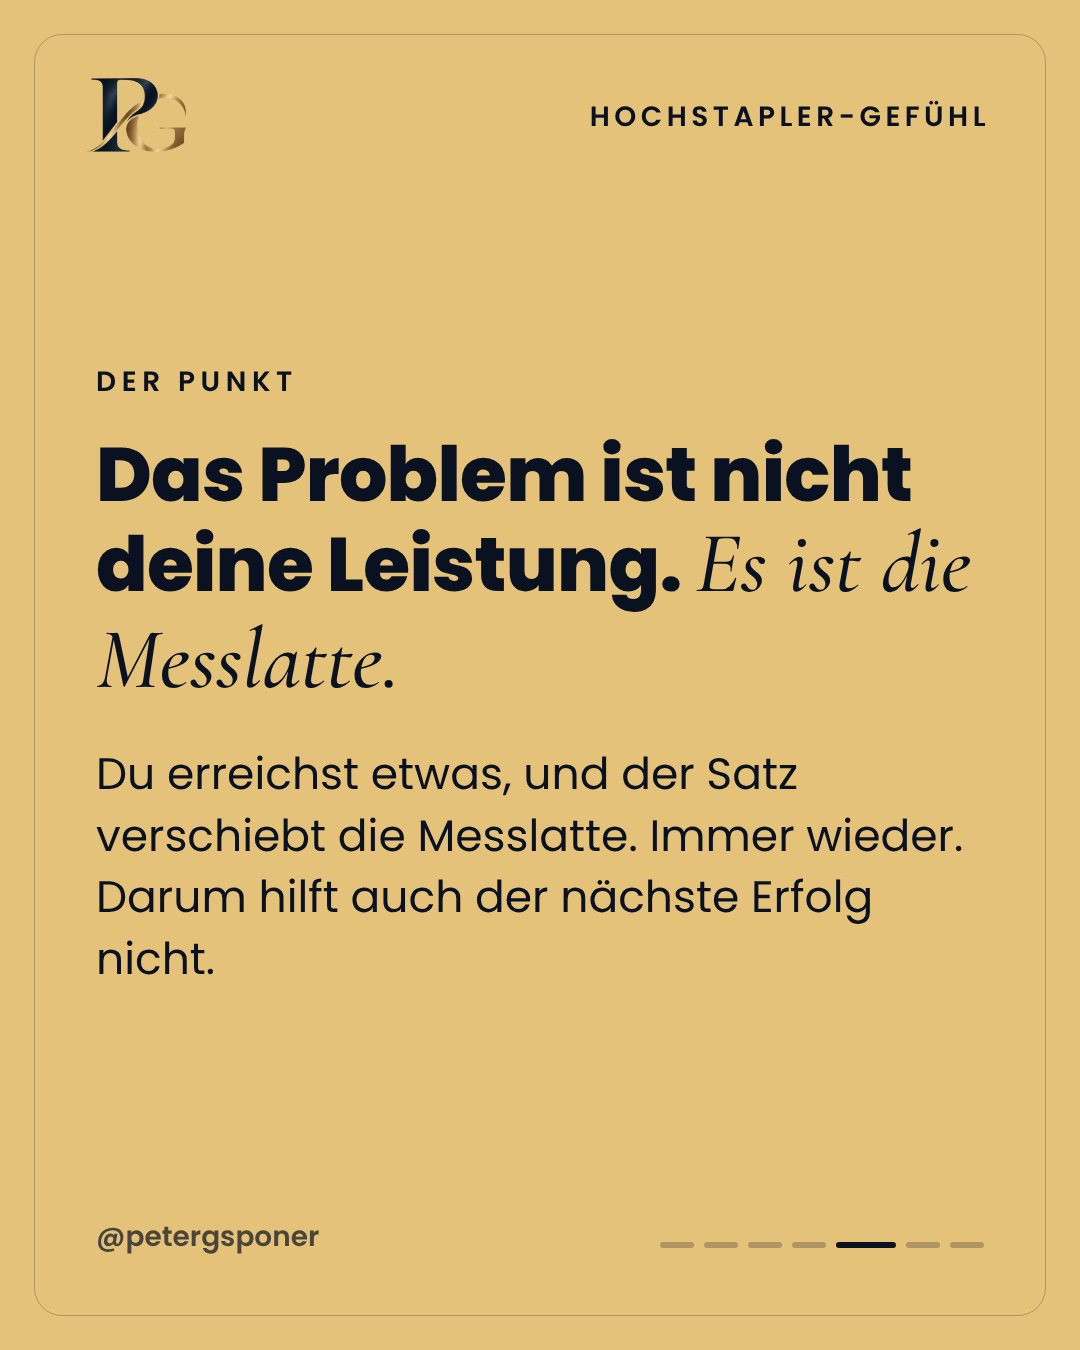 PG
HOCHSTAPLER-GEFÜHL
DER PUNKT
Das Problem ist nicht
deine Leistung. Es ist die
Messlatte.
Du erreichst etwas, und der Satz
verschiebt die Messlatte. Immer wieder.
Darum hilft auch der nächste Erfolg
nicht.
@petergsponer